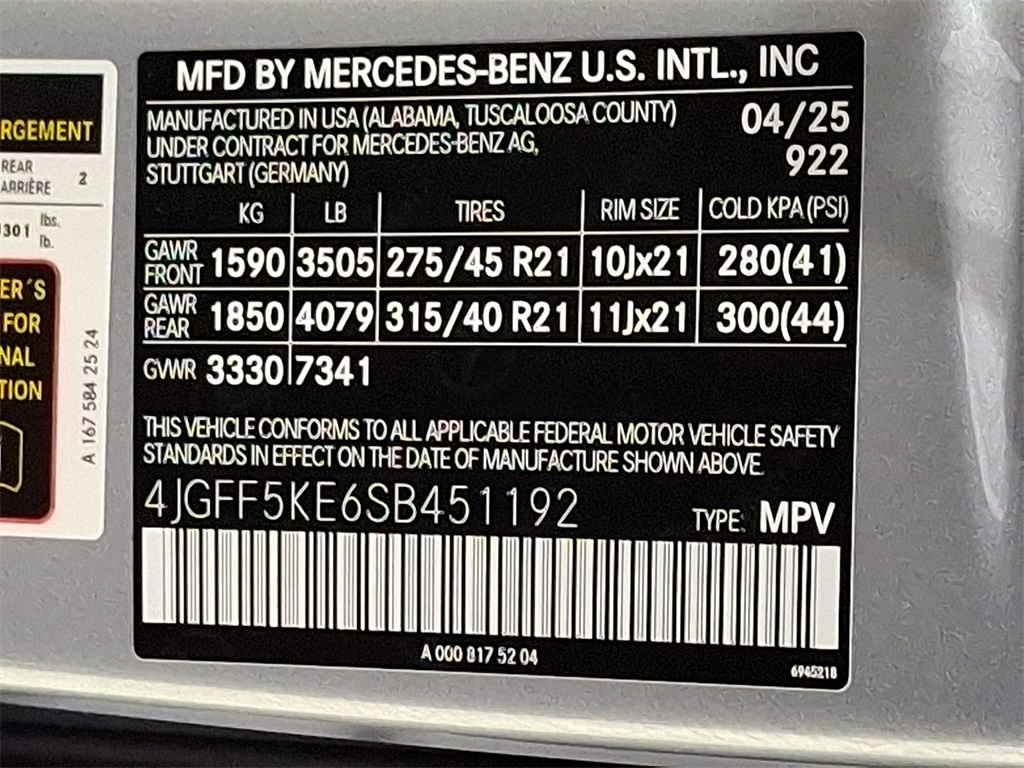 RGEMENT
REAR
ARRIÈRE 2
301 lbs.
lb.
ER´S
FOR
NAL
TION
A 167 584 25 24
MFD BY MERCEDES-BENZ U.S. INTL., INC
MANUFACTURED IN USA (ALABAMA, TUSCALOOSA COUNTY) 04/25
UNDER CONTRACT FOR MERCEDES-BENZ AG, 922
STUTTGART (GERMANY)
KG LB TIRES RIM SIZE COLD KPA (PSI)
GAWR FRONT 1590 3505 275/45 R21 10Jx21 280(41)
GAWR REAR 1850 4079 315/40 R21 11Jx21 300(44)
GVWR 3330 7341
THIS VEHICLE CONFORMS TO ALL APPLICABLE FEDERAL MOTOR VEHICLE SAFETY
STANDARDS IN EFFECT ON THE DATE OF MANUFACTURE SHOWN ABOVE.
4JGFF5KE6SB451192 TYPE: MPV
A 000 817 52 04
6945218